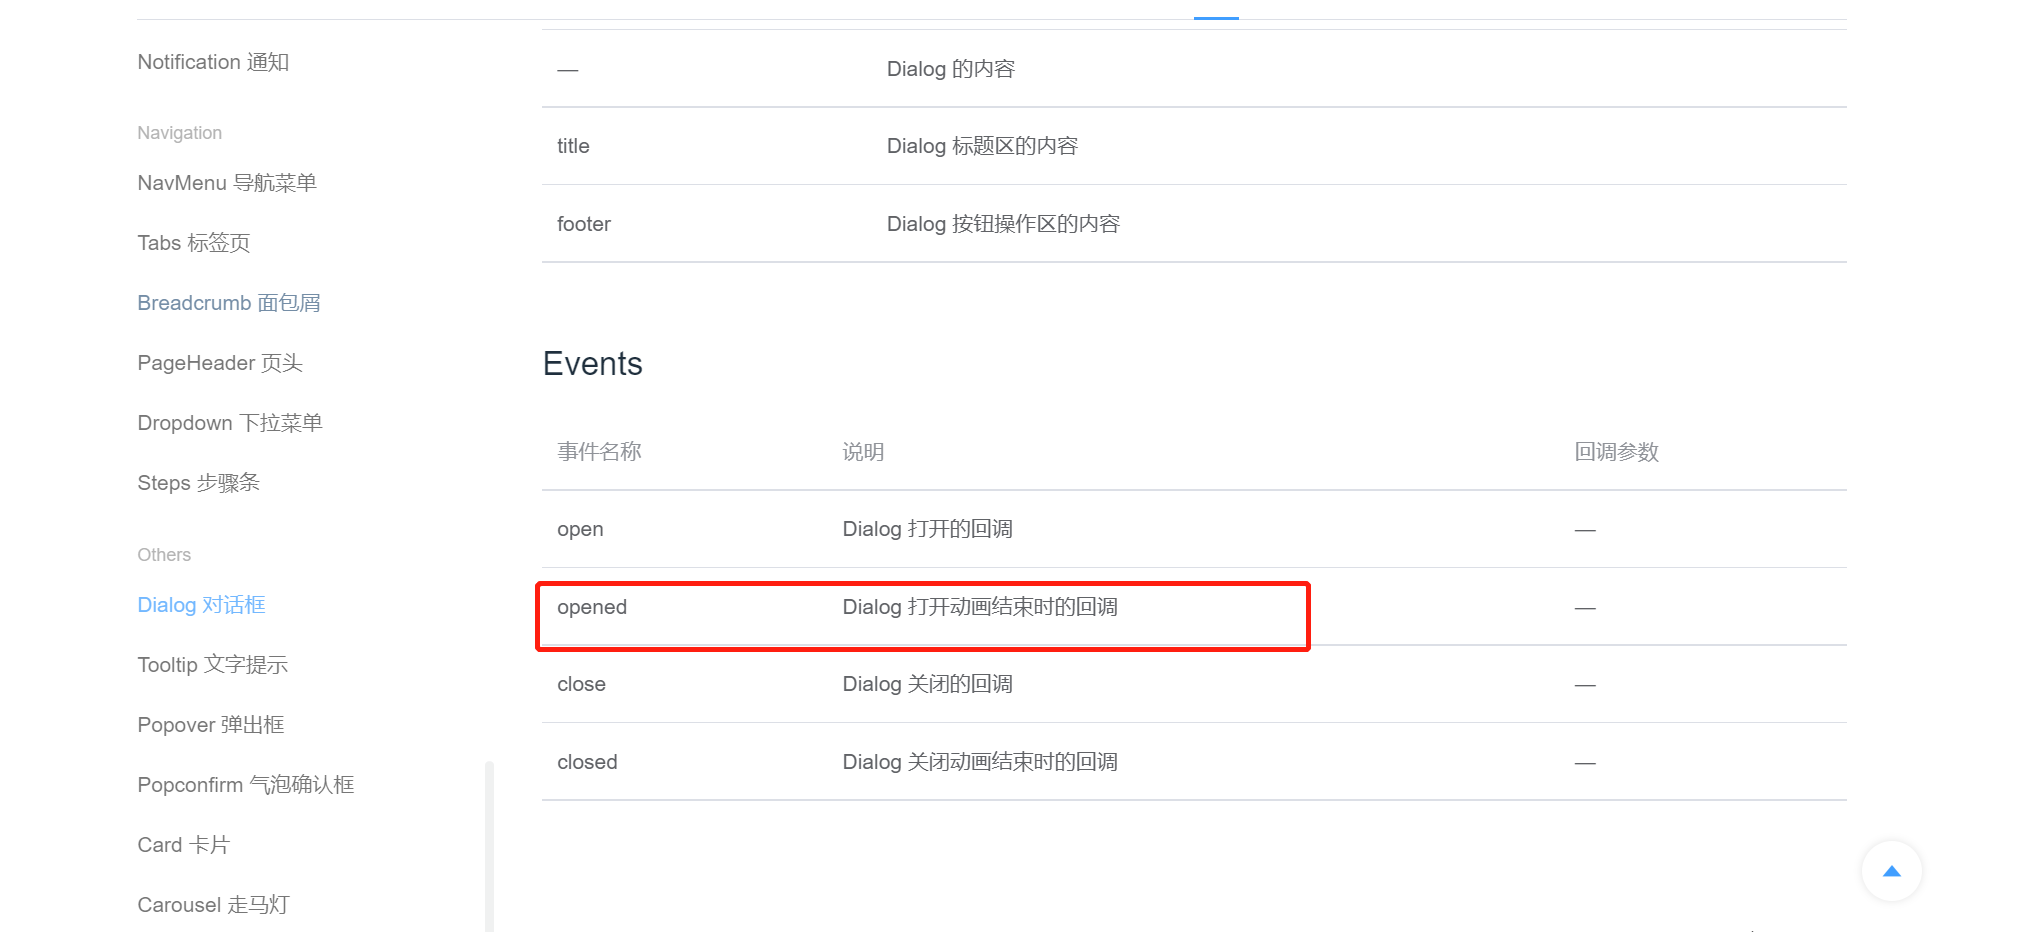 Notification 通知
Navigation
NavMenu 导航菜单
Tabs 标签页
Breadcrumb 面包屑
PageHeader 页头
Dropdown 下拉菜单
Steps 步骤条
Others
Dialog 对话框
Tooltip 文字提示
Popover 弹出框
Popconfirm 气泡确认框
Card 卡片
Carousel 走马灯
— Dialog 的内容
title Dialog 标题区的内容
footer Dialog 按钮操作区的内容
Events
事件名称 说明 回调参数
open Dialog 打开的回调 —
opened Dialog 打开动画结束时的回调 —
close Dialog 关闭的回调 —
closed Dialog 关闭动画结束时的回调 —